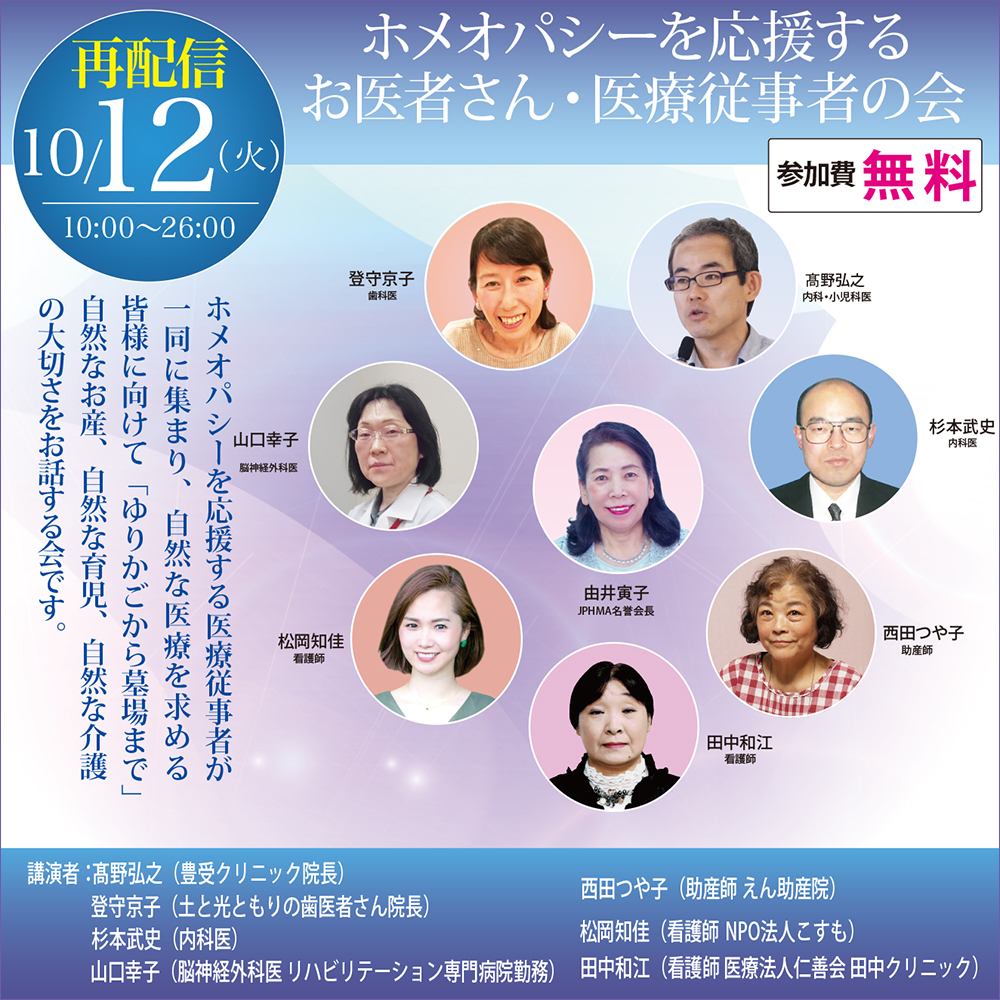 再配信
10/12(火)
10:00～26:00
ホメオパシーを応援する
お医者さん・医療従事者の会
参加費 無料
登守京子
歯科医
髙野弘之
内科・小児科医
山口幸子
脳神経外科医
杉本武史
内科医
由井寅子
JPHMA名誉会長
松岡知佳
看護師
西田つや子
助産師
田中和江
看護師
ホメオパシーを応援する医療従事者が
一同に集まり、自然な医療を求める
皆様に向けて「ゆりかごから墓場まで」
自然なお産、自然な育児、自然な介護
の大切さをお話する会です。
講演者：髙野弘之（豊受クリニック院長）
登守京子（土と光ともりの歯医者さん院長）
杉本武史（内科医）
山口幸子（脳神経外科医 リハビリテーション専門病院勤務）
西田つや子（助産師 えん助産院）
松岡知佳（看護師 NPO法人こすも）
田中和江（看護師 医療法人仁善会 田中クリニック）